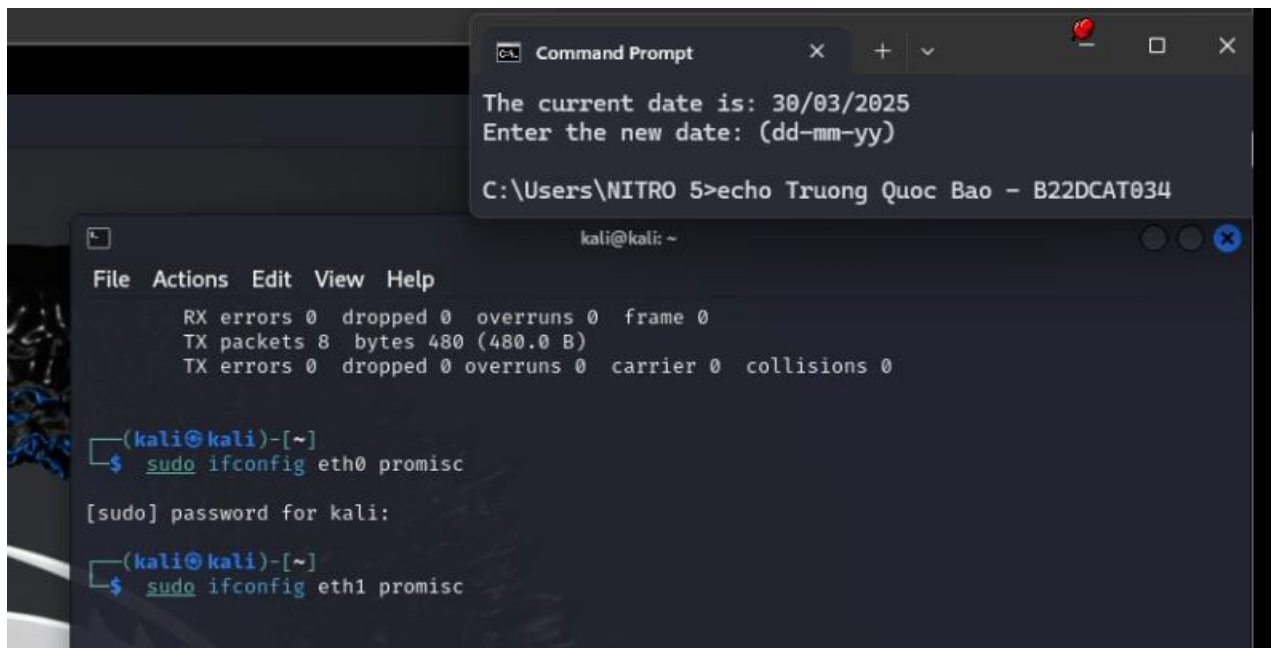 Command Prompt
The current date is: 30/03/2025
Enter the new date: (dd-mm-yy)
C:\Users\NITRO 5>echo Truong Quoc Bao - B22DCAT034
kali@kali: ~
File Actions Edit View Help
RX errors 0 dropped 0 overruns 0 frame 0
TX packets 8 bytes 480 (480.0 B)
TX errors 0 dropped 0 overruns 0 carrier 0 collisions 0
┌──(kali㉿kali)-[~]
└─$ sudo ifconfig eth0 promisc
[sudo] password for kali:
┌──(kali㉿kali)-[~]
└─$ sudo ifconfig eth1 promisc